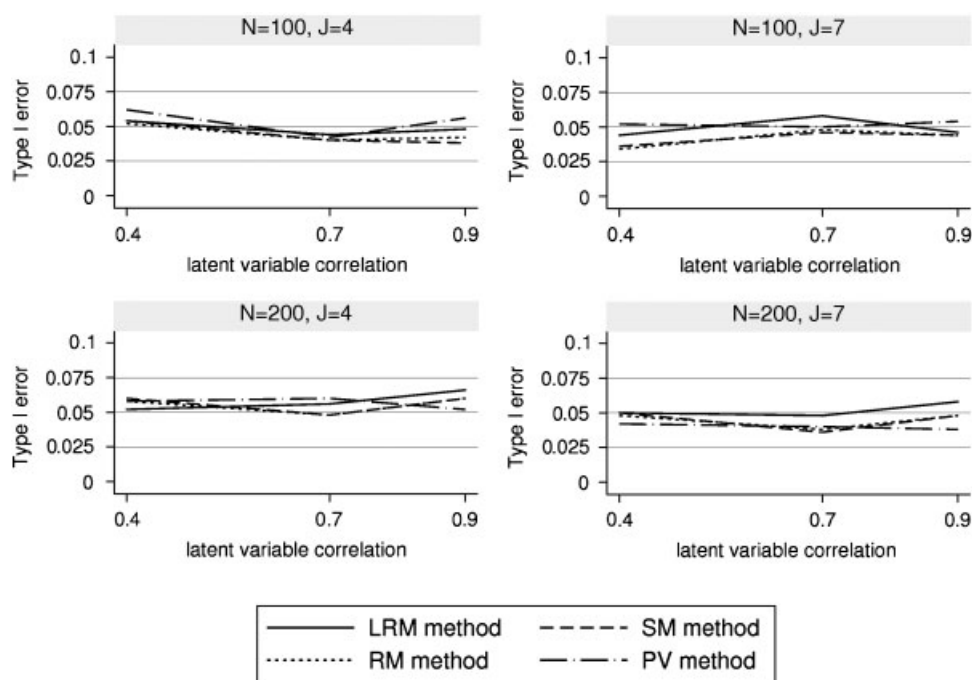 N=100, J=4
Type I error
0.1
0.075
0.05
0.025
0
0.4
0.7
0.9
latent variable correlation
N=100, J=7
Type I error
0.1
0.075
0.05
0.025
0
0.4
0.7
0.9
latent variable correlation
N=200, J=4
Type I error
0.1
0.075
0.05
0.025
0
0.4
0.7
0.9
latent variable correlation
N=200, J=7
Type I error
0.1
0.075
0.05
0.025
0
0.4
0.7
0.9
latent variable correlation
LRM method
SM method
RM method
PV method